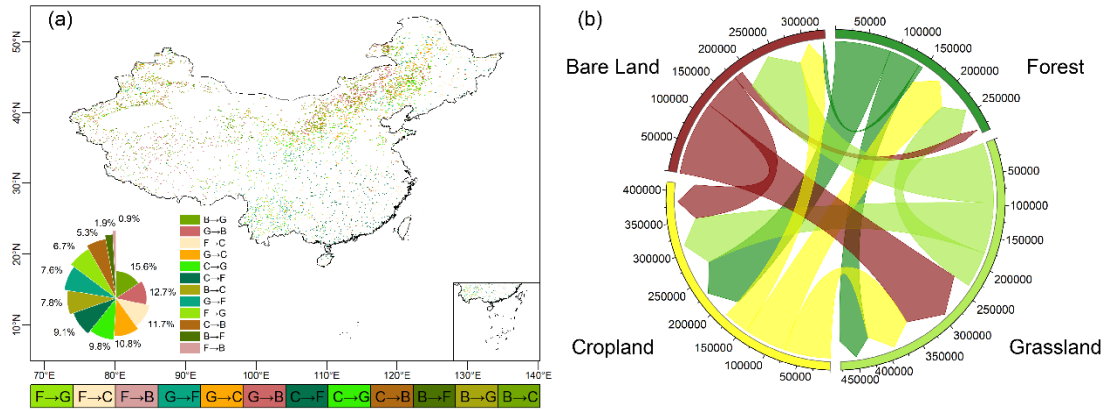 (a)
50°N
40°N
30°N
20°N
10°N
70°E
80°E
90°E
100°E
110°E
120°E
130°E
140°E
0.9%
1.9%
5.3%
6.7%
7.6%
7.8%
9.1%
9.8%
10.8%
11.7%
12.7%
15.6%
B→G
G→B
F→C
G→C
C→G
C→F
B→C
G→F
F→G
C→B
B→F
F→B
F→G F→C F→B G→F G→C G→B C→F C→G C→B B→F B→G B→C
(b)
Bare Land
50000
100000
150000
200000
250000
300000
Forest
50000
100000
150000
200000
250000
Grassland
50000
100000
150000
200000
250000
300000
350000
400000
450000
Cropland
50000
100000
150000
200000
250000
300000
350000
400000